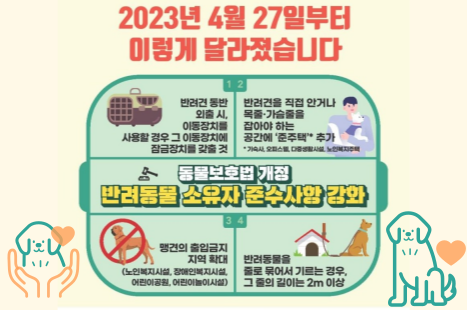 2023년 4월 27일부터
이렇게 달라졌습니다
1 2
반려견 동반
외출 시,
이동장치를
사용할 경우 그 이동장치에
잠금장치를 갖출 것
반려견을 직접 안거나
목줄·가슴줄을
잡아야 하는
공간에 '준주택'* 추가
* 기숙사, 오피스텔, 다중생활시설, 노인복지주택
동물보호법 개정
반려동물 소유자 준수사항 강화
3 4
맹견의 출입금지
지역 확대
(노인복지시설, 장애인복지시설,
어린이공원, 어린이놀이시설)
반려동물을
줄로 묶어서 기르는 경우,
그 줄의 길이는 2m 이상